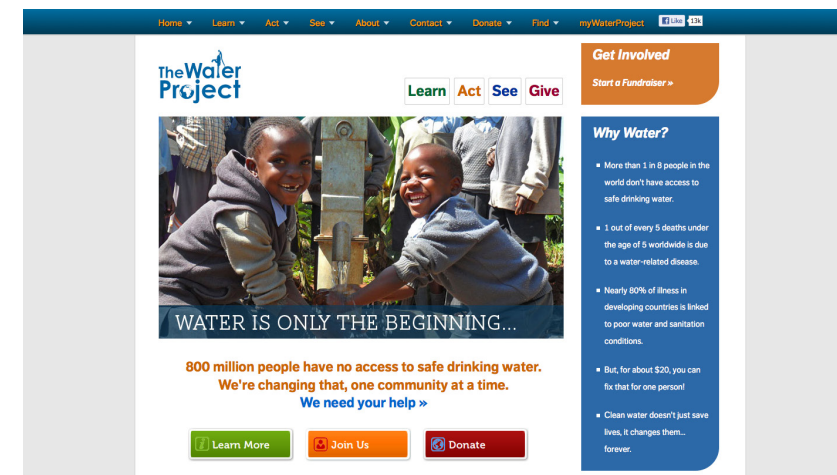 Home Learn Act See About Contact Donate Find myWaterProject Like 13k
The Water
Project
Learn Act See Give
Get Involved
Start a Fundraiser »
WATER IS ONLY THE BEGINNING...
Why Water?
More than 1 in 8 people in the
world don't have access to
safe drinking water.
1 out of every 5 deaths under
the age of 5 worldwide is due
to a water-related disease.
Nearly 80% of illness in
developing countries is linked
to poor water and sanitation
conditions.
But, for about $20, you can
fix that for one person!
Clean water doesn't just save
lives, it changes them...
forever.
800 million people have no access to safe drinking water.
We're changing that, one community at a time.
We need your help »
Learn More Join Us Donate